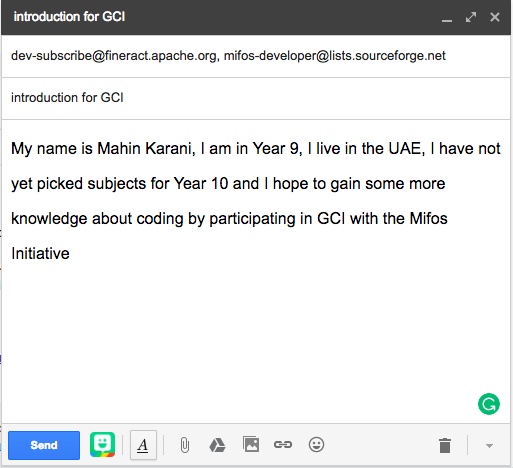 introduction for GCI
dev-subscribe@fineract.apache.org, mifos-developer@lists.sourceforge.net
introduction for GCI
My name is Mahin Karani, I am in Year 9, I live in the UAE, I have not
yet picked subjects for Year 10 and I hope to gain some more
knowledge about coding by participating in GCI with the Mifos
Initiative
Send
A